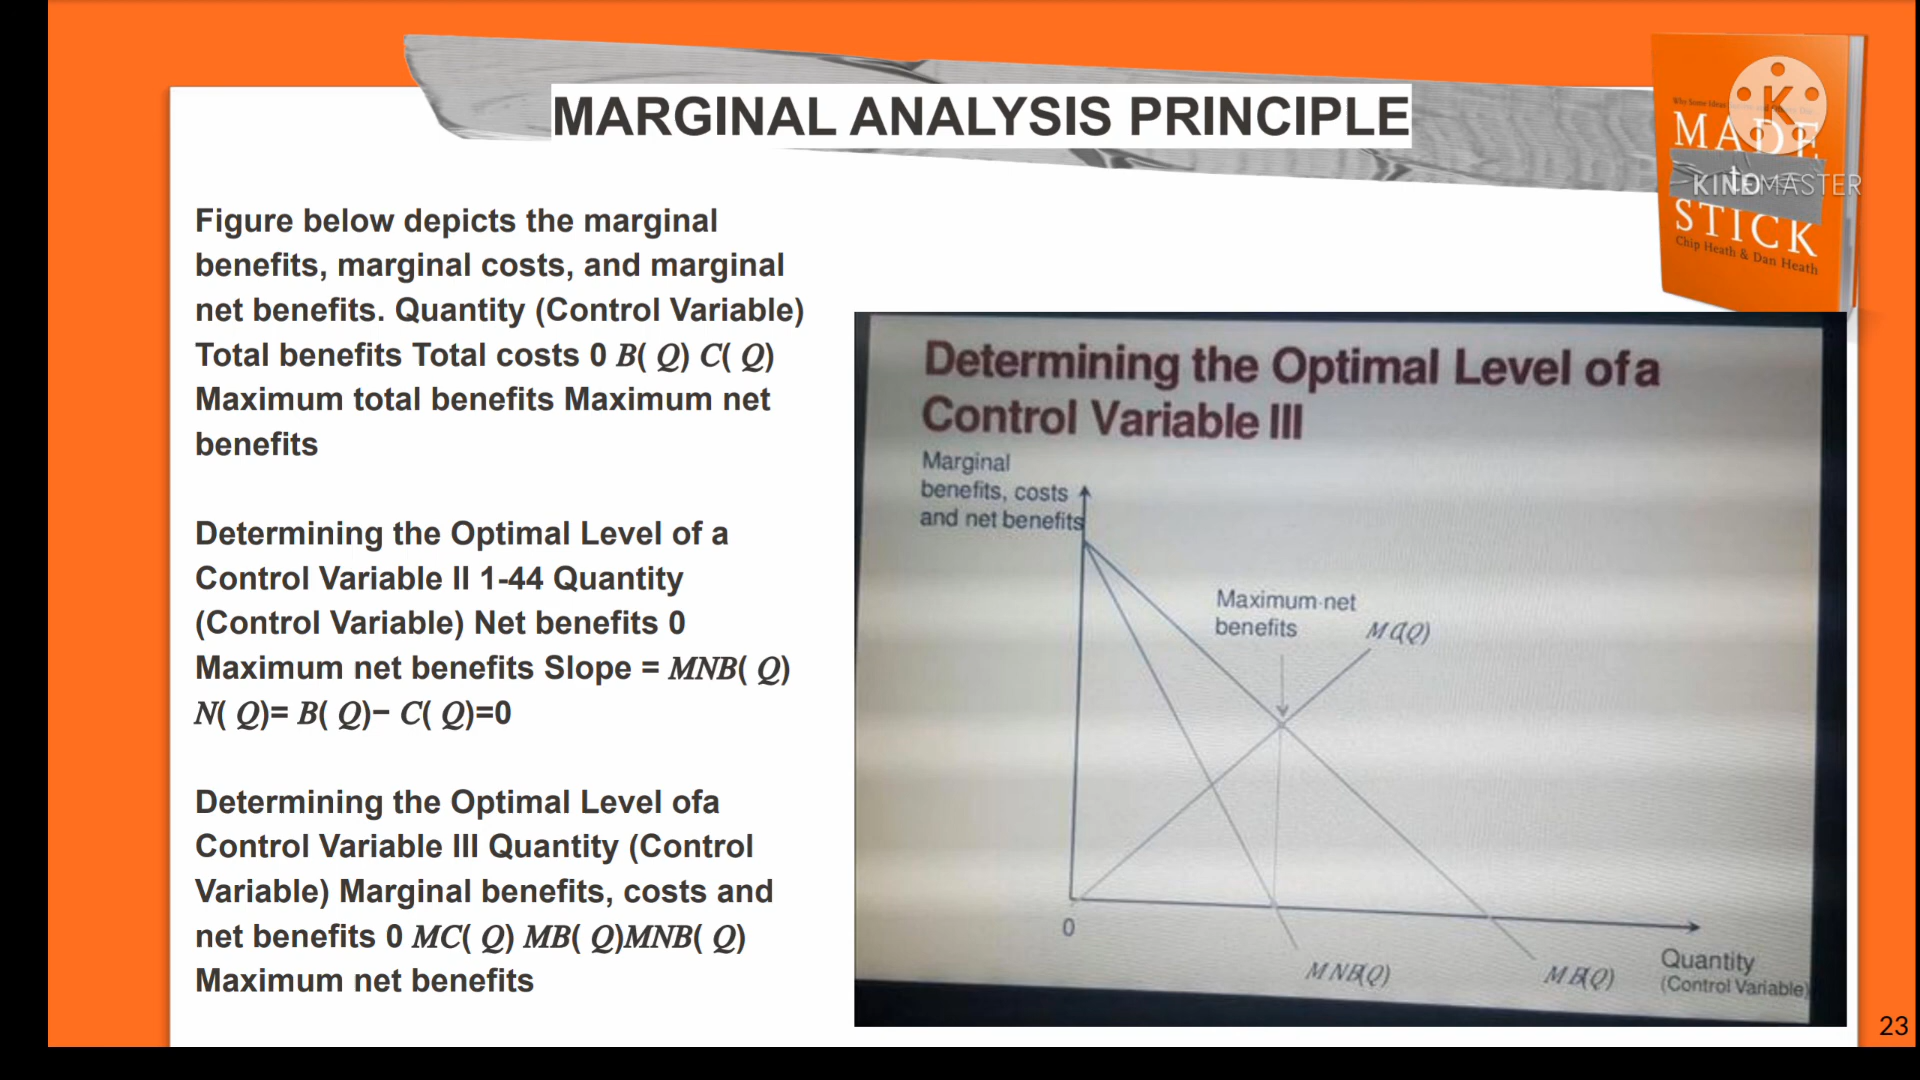 MARGINAL ANALYSIS PRINCIPLE
MADE
to
STICK
Chip Heath & Dan Heath
KINEMASTER
Figure below depicts the marginal
benefits, marginal costs, and marginal
net benefits. Quantity (Control Variable)
Total benefits Total costs 0 B( Q) C( Q)
Maximum total benefits Maximum net
benefits
Determining the Optimal Level of a
Control Variable II 1-44 Quantity
(Control Variable) Net benefits 0
Maximum net benefits Slope = MNB( Q)
N( Q)= B( Q)− C( Q)=0
Determining the Optimal Level ofa
Control Variable III Quantity (Control
Variable) Marginal benefits, costs and
net benefits 0 MC( Q) MB( Q)MNB( Q)
Maximum net benefits
Determining the Optimal Level ofa
Control Variable III
Marginal
benefits, costs
and net benefits
Maximum net
benefits
MC(Q)
0
MNB(Q)
MB(Q)
Quantity
(Control Variable)
23